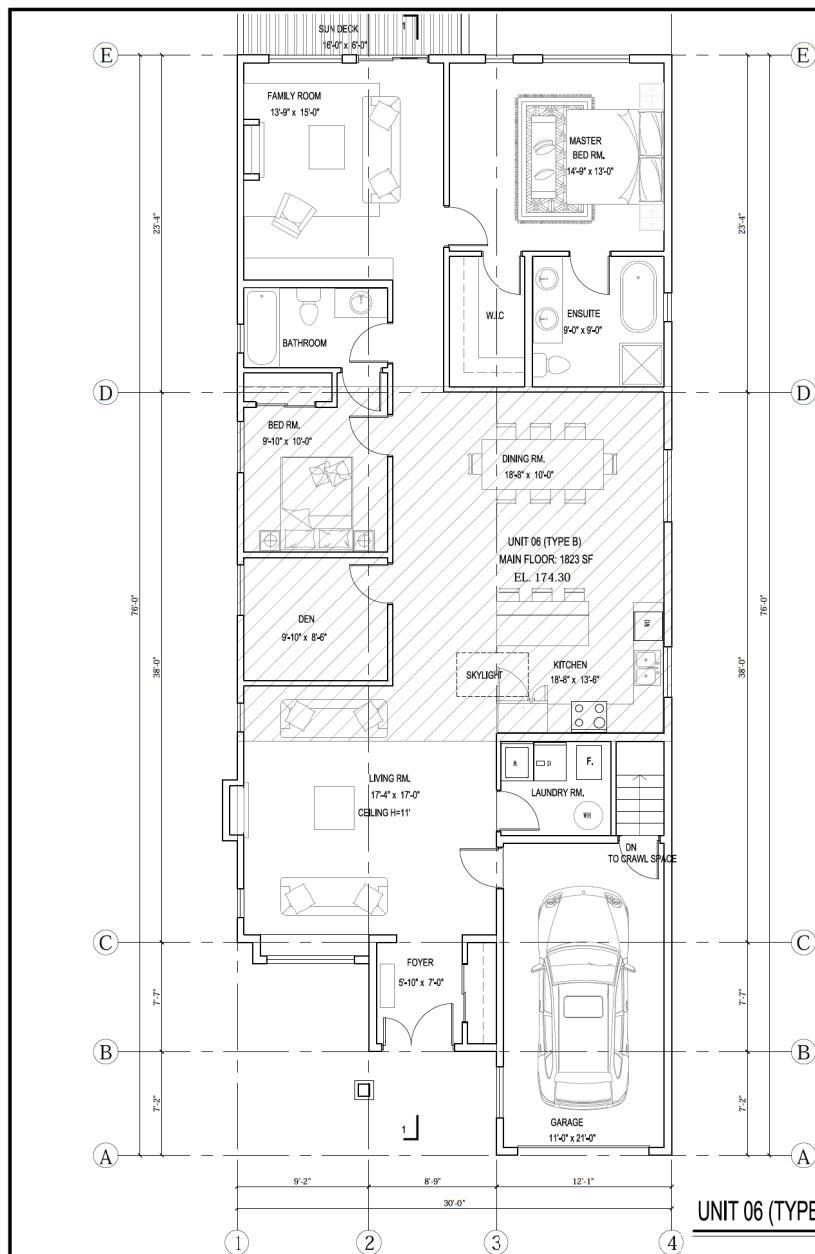 SUN DECK
16'-0" x 6'-0"
1
E
E
FAMILY ROOM
13'-9" x 15'-0"
MASTER
BED RM.
14'-9" x 13'-0"
23'-4"
23'-4"
W.I.C
ENSUITE
9'-0" x 9'-0"
BATHROOM
D
D
BED RM.
9'-10" x 10'-0"
DINING RM.
18'-8" x 10'-0"
UNIT 06 (TYPE B)
MAIN FLOOR: 1823 SF
EL. 174.30
76'-0"
76'-0"
DEN
9'-10" x 8'-6"
38'-0"
38'-0"
SKYLIGHT
KITCHEN
18'-8" x 13'-6"
D
F.
LIVING RM.
17'-4" x 17'-0"
CEILING H=11'
LAUNDRY RM.
WH
DN
TO CRAWL SPACE
C
C
FOYER
5'-10" x 7'-0"
7'-7"
7'-7"
B
B
7'-2"
7'-2"
1
GARAGE
11'-0" x 21'-0"
A
A
9'-2"
8'-9"
12'-1"
30'-0"
UNIT 06 (TYPE
1
2
3
4